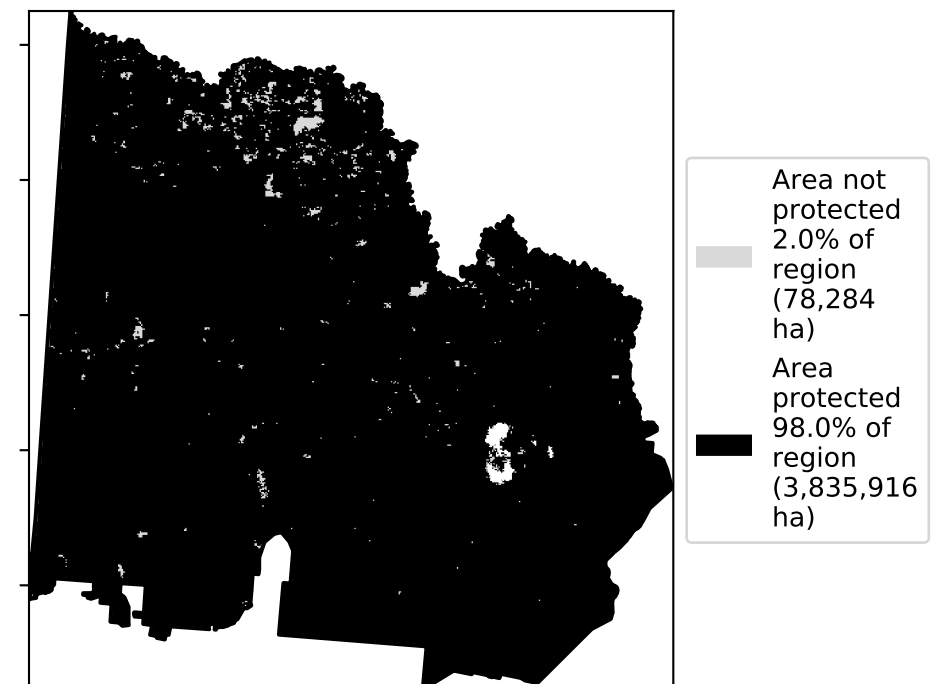 Area not
protected
2.0% of
region
(78,284
ha)
Area
protected
98.0% of
region
(3,835,916
ha)